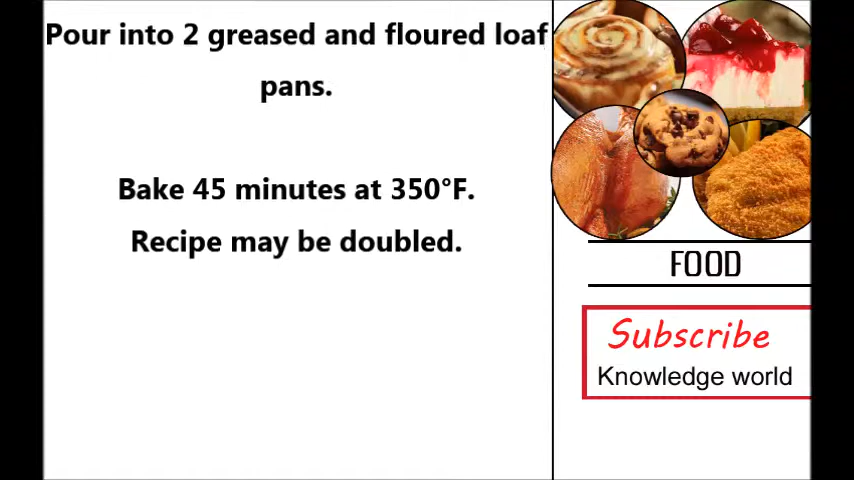 Pour into 2 greased and floured loaf
pans.
Bake 45 minutes at 350°F.
Recipe may be doubled.
FOOD
Subscribe
Knowledge world